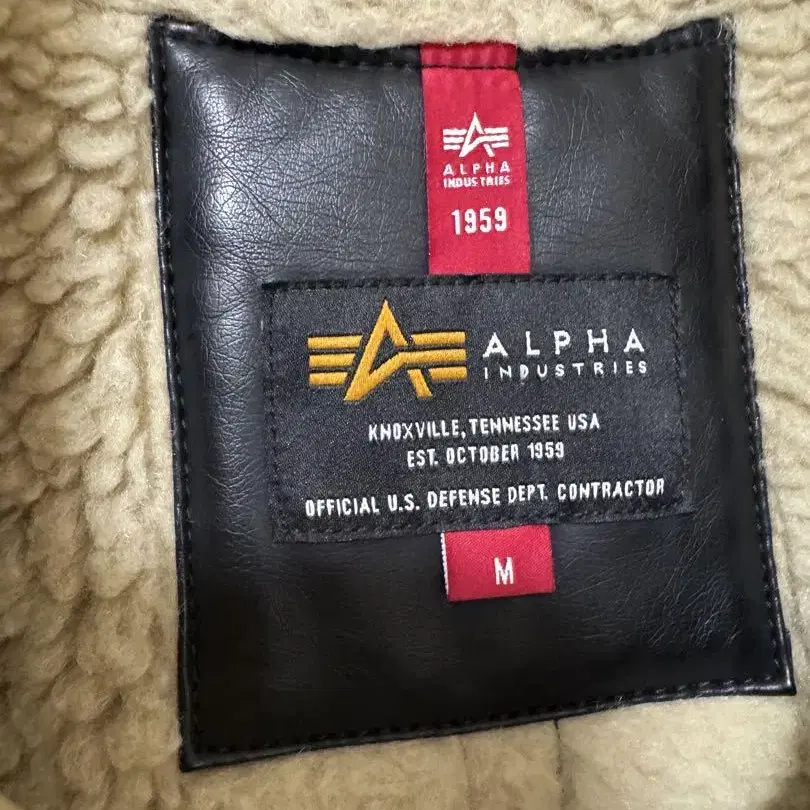 ALPHA
INDUSTRIES
1959
ALPHA
INDUSTRIES
KNOXVILLE, TENNESSEE USA
EST. OCTOBER 1959
OFFICIAL U.S. DEFENSE DEPT. CONTRACTOR
M